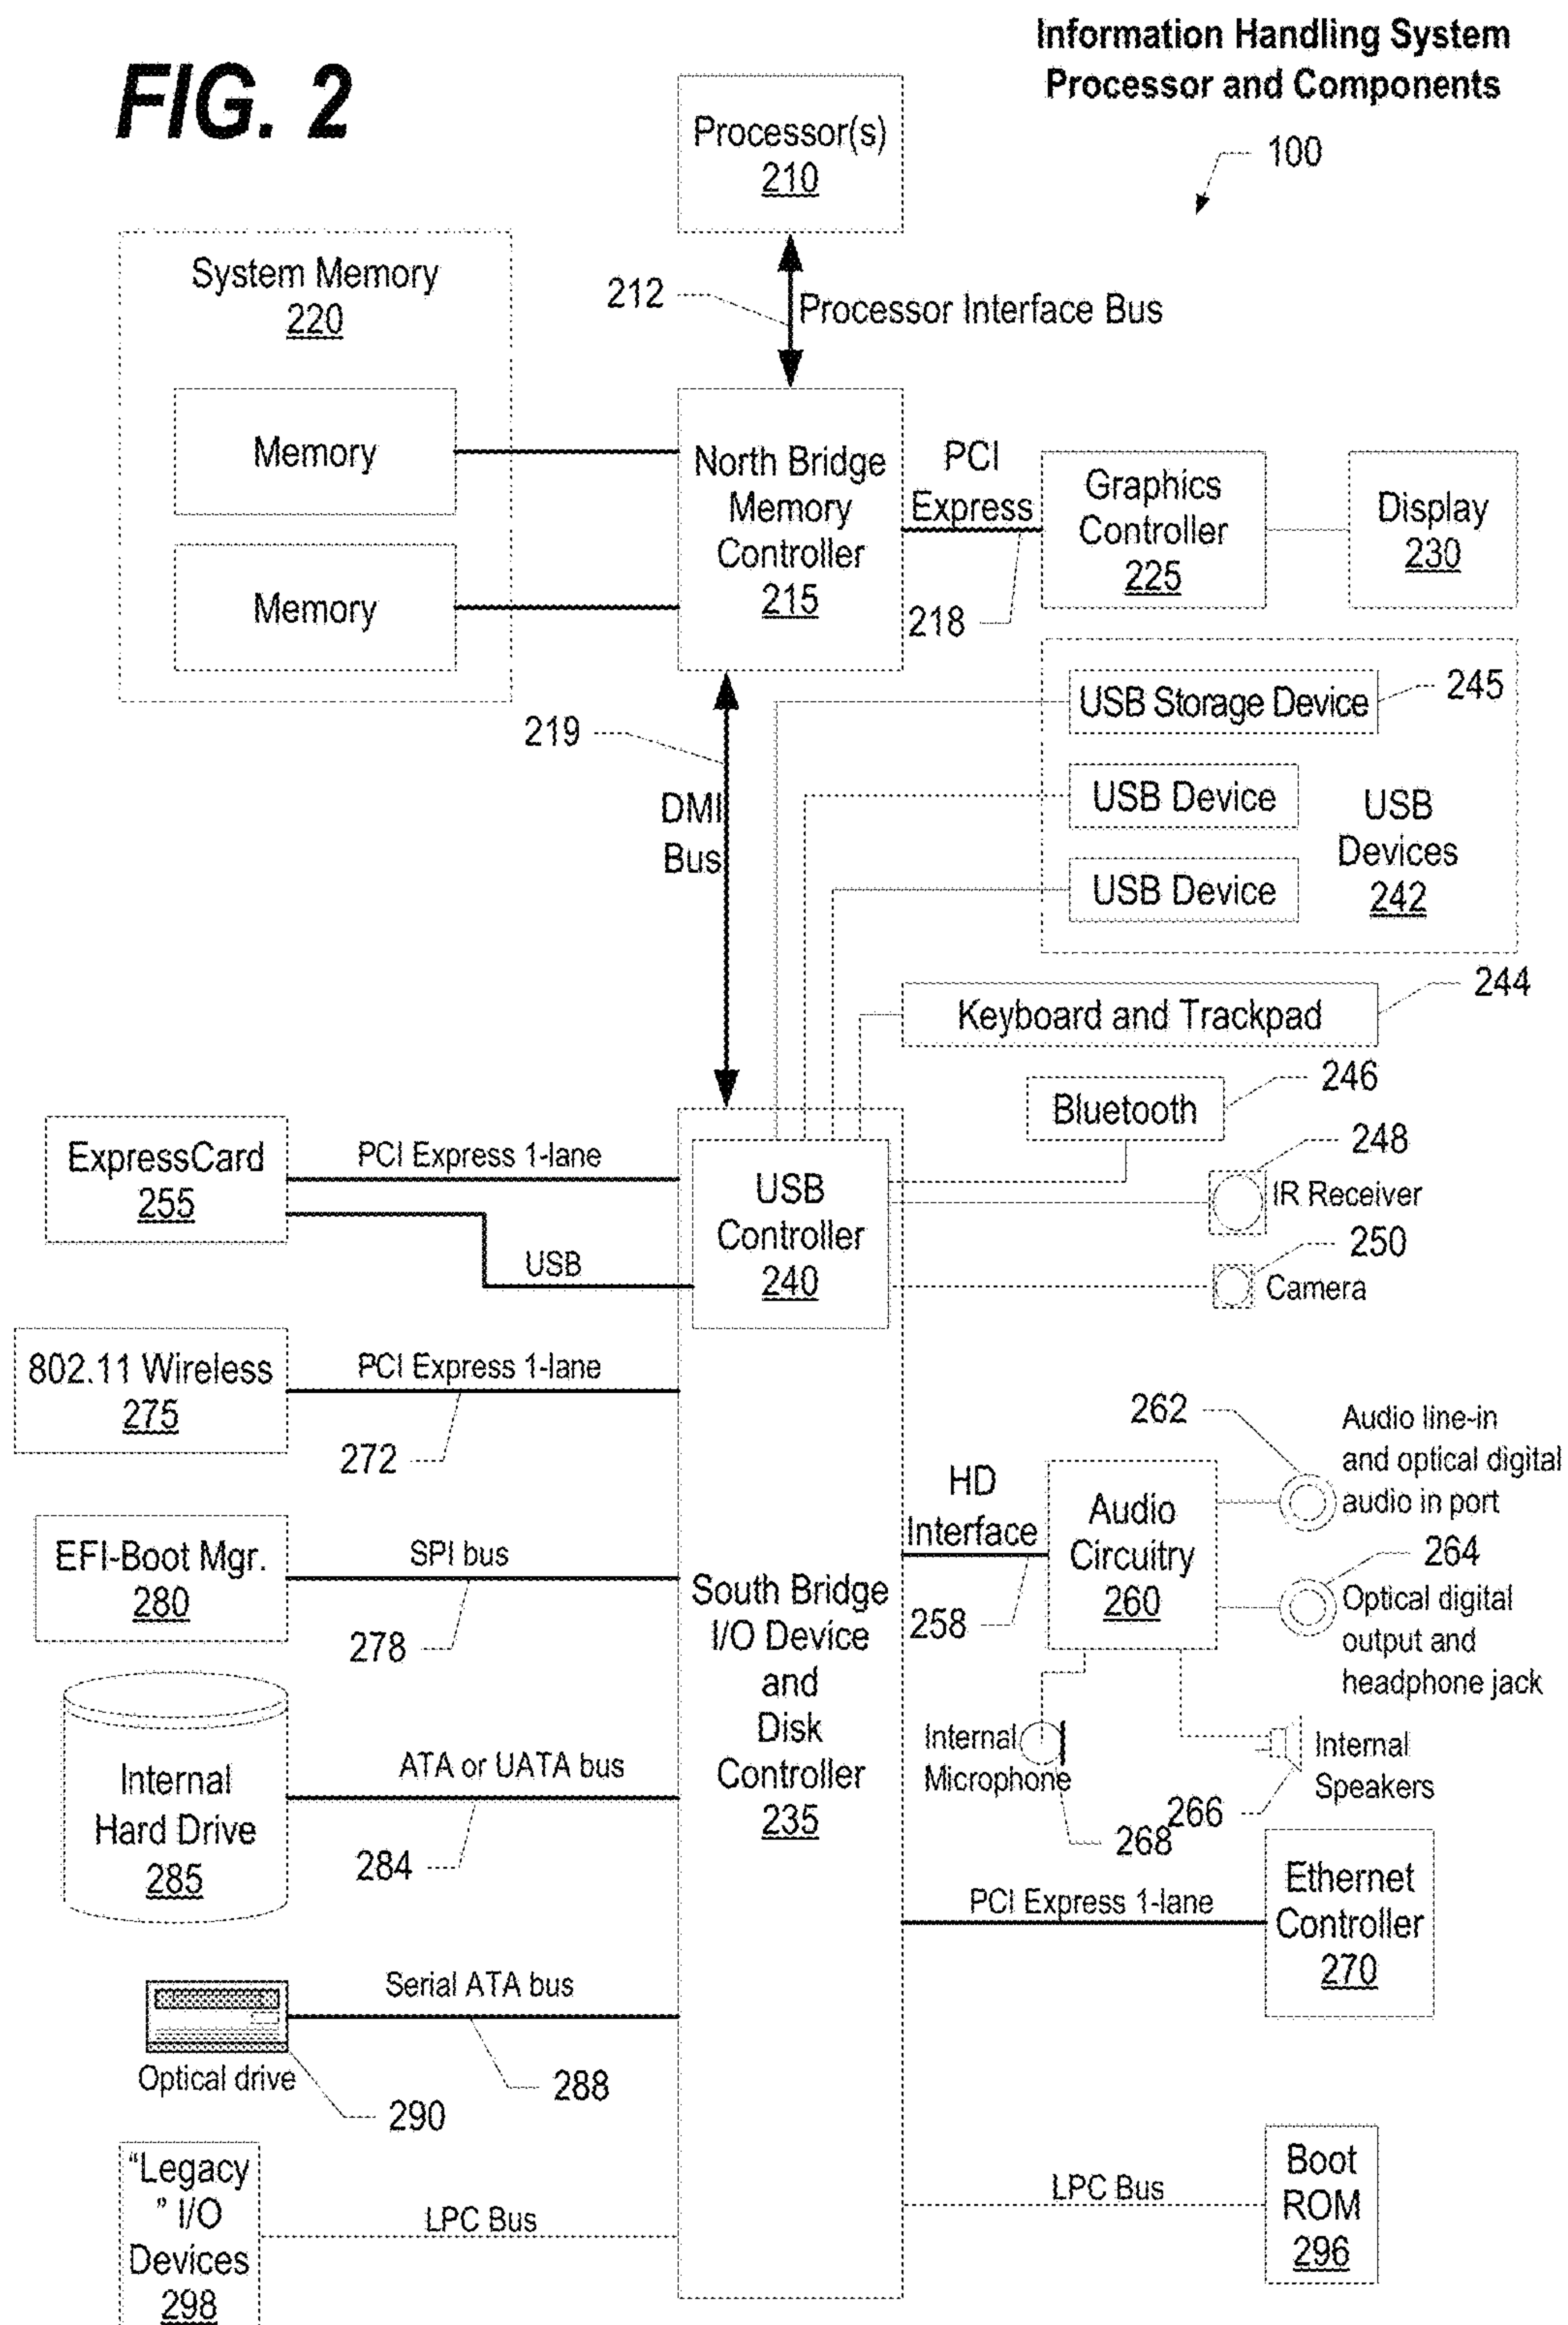 FIG. 2
Information Handling System
Processor and Components
100
Processor(s)
210
212
Processor Interface Bus
System Memory
220
Memory
Memory
North Bridge
Memory
Controller
215
PCI
Express
218
Graphics
Controller
225
Display
230
219
DMI
Bus
USB Storage Device
245
USB Device
USB Device
USB
Devices
242
Keyboard and Trackpad
244
Bluetooth
246
248
IR Receiver
250
Camera
USB
Controller
240
ExpressCard
255
PCI Express 1-lane
USB
802.11 Wireless
275
PCI Express 1-lane
272
EFI-Boot Mgr.
280
SPI bus
278
Internal
Hard Drive
285
ATA or UATA bus
284
Serial ATA bus
288
Optical drive
290
"Legacy
" I/O
Devices
298
LPC Bus
South Bridge
I/O Device
and
Disk
Controller
235
HD
Interface
258
Audio
Circuitry
260
262
Audio line-in
and optical digital
audio in port
264
Optical digital
output and
headphone jack
Internal
Microphone
268
266
Internal
Speakers
PCI Express 1-lane
Ethernet
Controller
270
LPC Bus
Boot
ROM
296